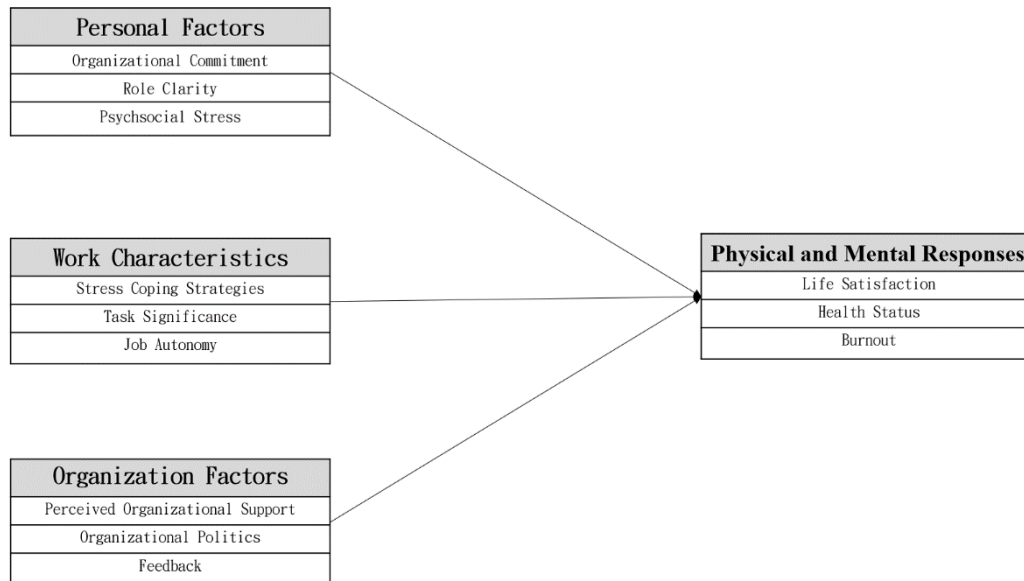 Personal Factors
Organizational Commitment
Role Clarity
Psychsocial Stress
Work Characteristics
Stress Coping Strategies
Task Significance
Job Autonomy
Organization Factors
Perceived Organizational Support
Organizational Politics
Feedback
Physical and Mental Responses
Life Satisfaction
Health Status
Burnout